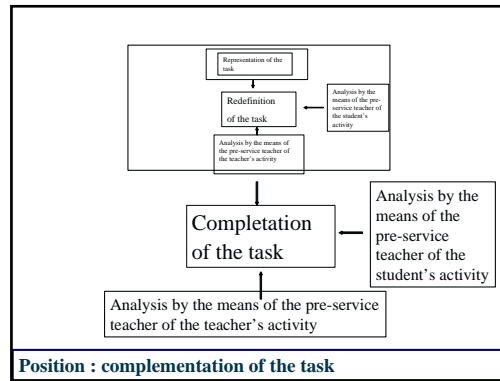 Representation of the
task
Redefinition
of the task
Analysis by the
means of the pre-
service teacher of
the student's
activity
Analysis by the means
of the pre-service teacher of
the teacher's activity
Completation
of the task
Analysis by the
means of the
pre-service
teacher of the
student's activity
Analysis by the means of the pre-service
teacher of the teacher's activity
Position : complementation of the task